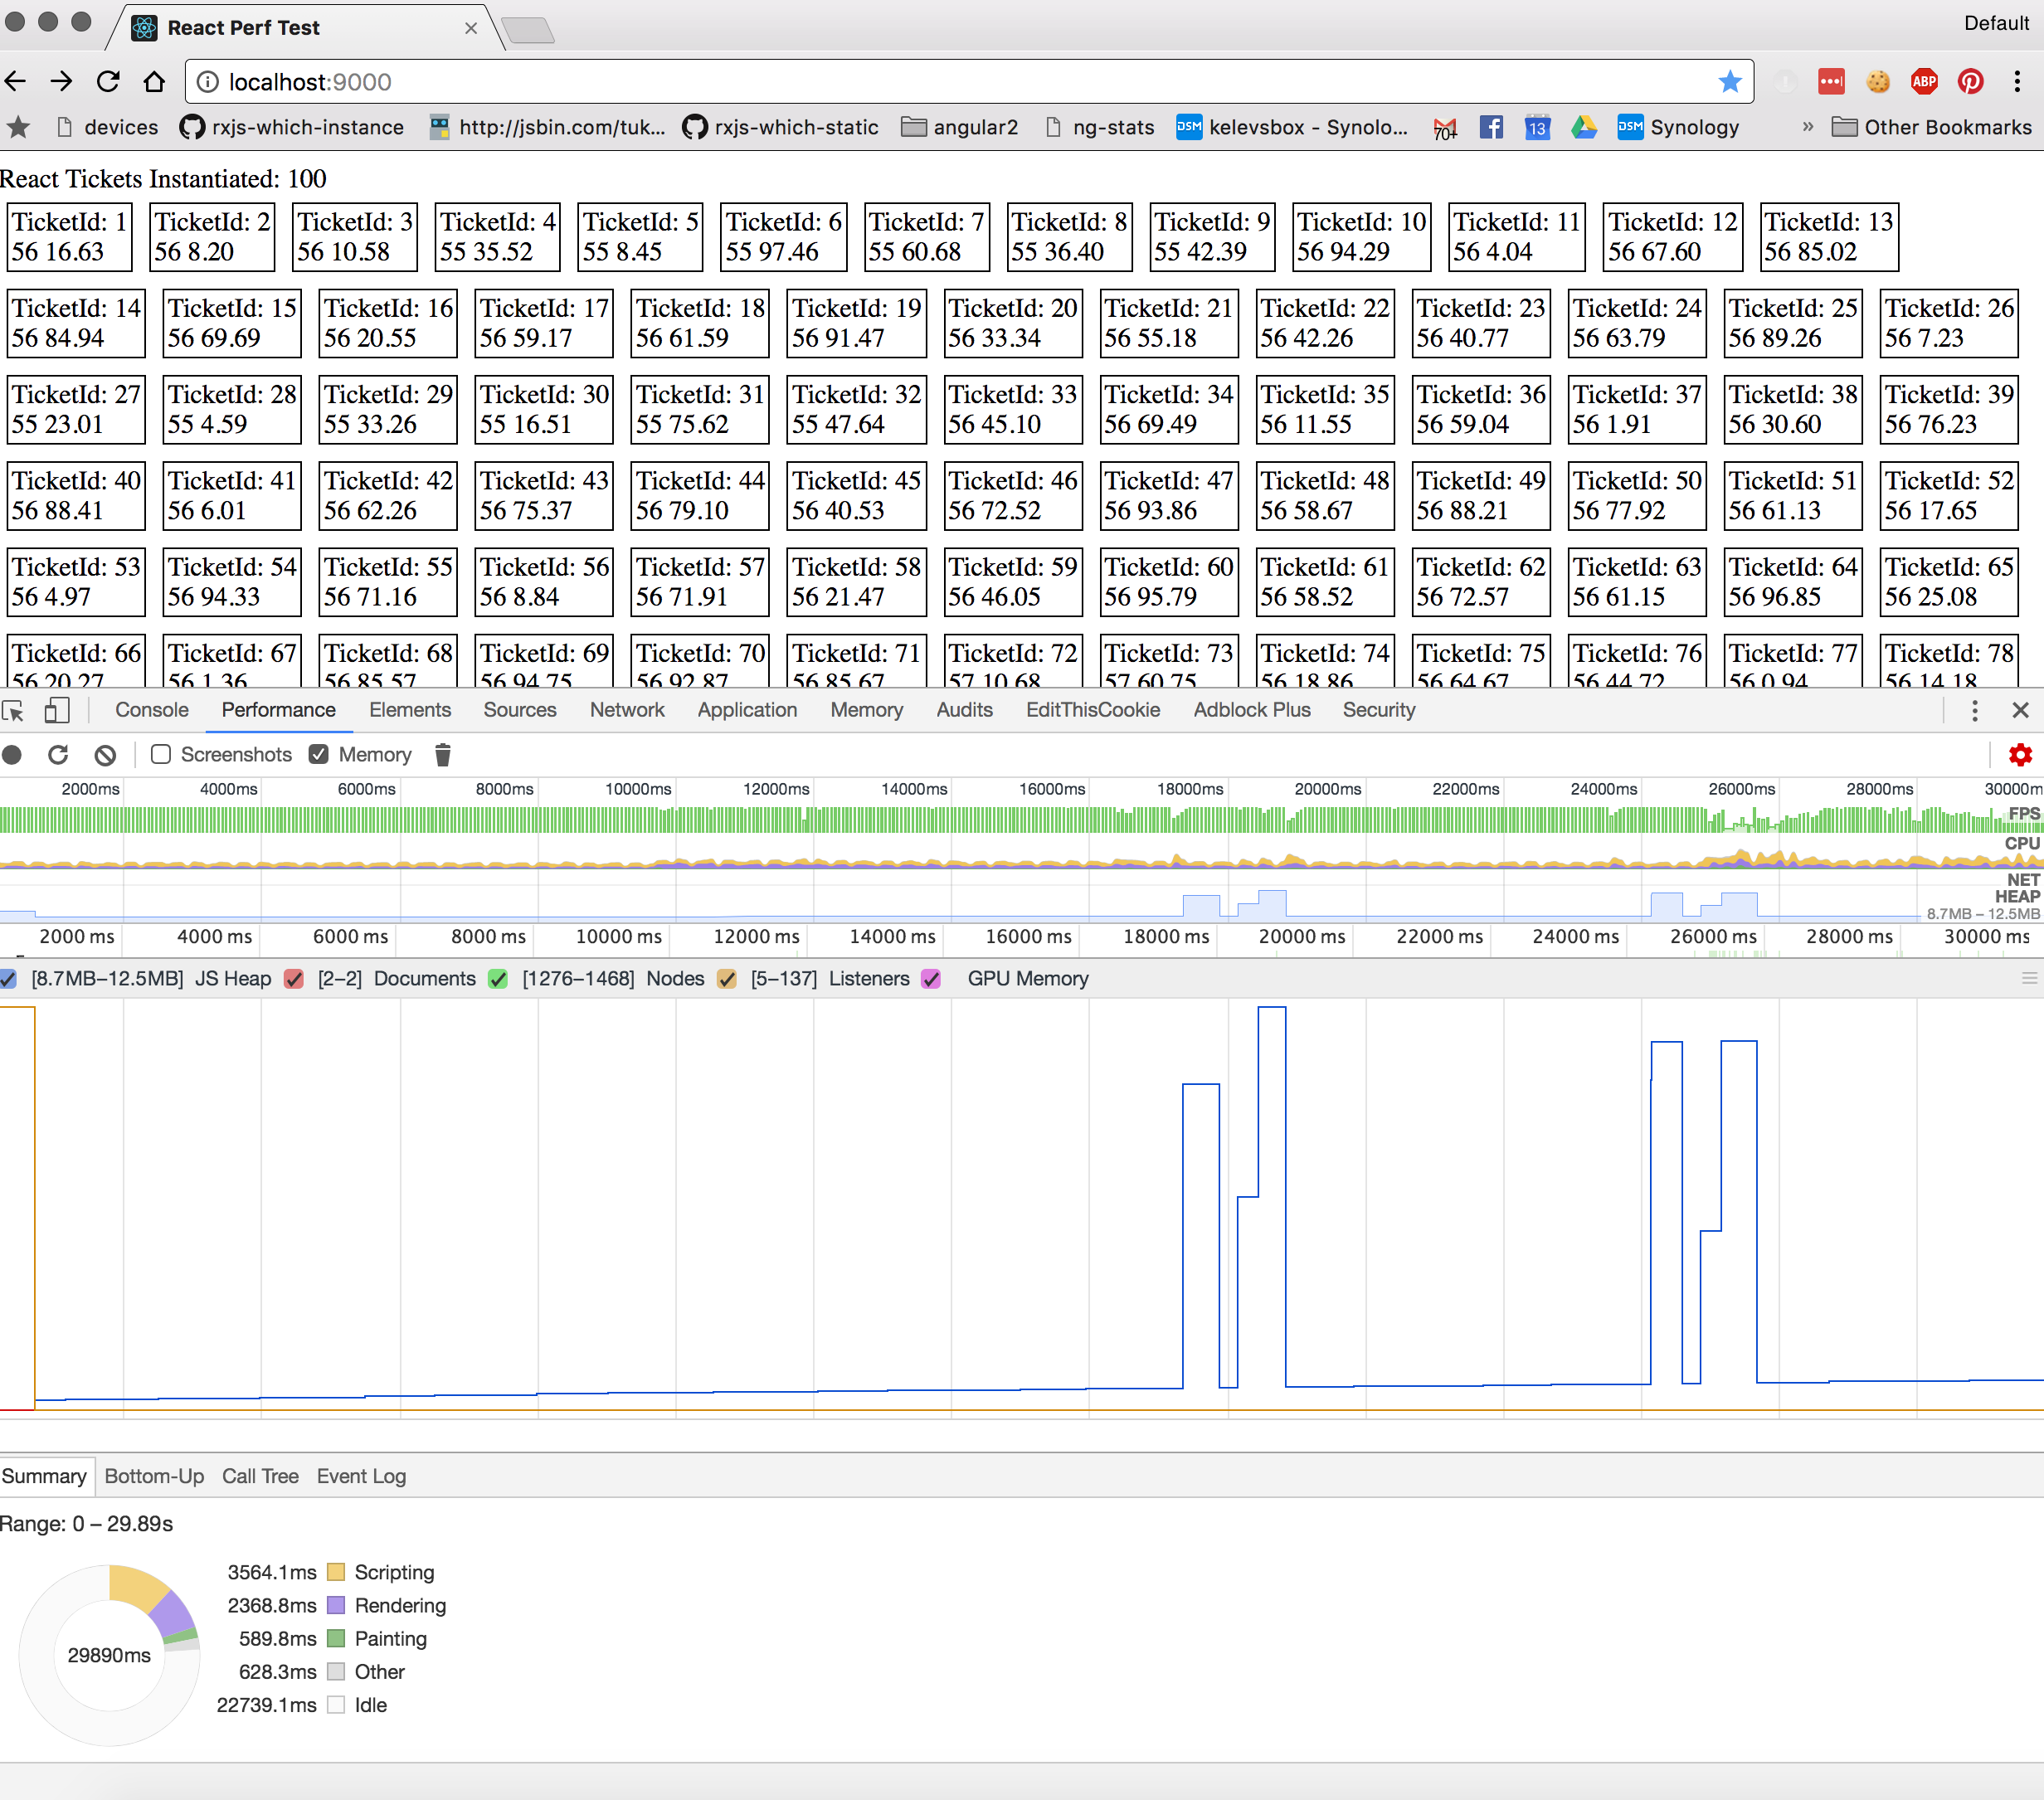 React Perf Test
Default
localhost:9000
ABP
devices rxjs-which-instance http://jsbin.com/tuk... rxjs-which-static angular2 ng-stats DSM kelevsbox - Synolo... 70+ 13 DSM Synology » Other Bookmarks
React Tickets Instantiated: 100
TicketId: 1 TicketId: 2 TicketId: 3 TicketId: 4 TicketId: 5 TicketId: 6 TicketId: 7 TicketId: 8 TicketId: 9 TicketId: 10 TicketId: 11 TicketId: 12 TicketId: 13
56 16.63 56 8.20 56 10.58 55 35.52 55 8.45 55 97.46 55 60.68 55 36.40 55 42.39 56 94.29 56 4.04 56 67.60 56 85.02
TicketId: 14 TicketId: 15 TicketId: 16 TicketId: 17 TicketId: 18 TicketId: 19 TicketId: 20 TicketId: 21 TicketId: 22 TicketId: 23 TicketId: 24 TicketId: 25 TicketId: 26
56 84.94 56 69.69 56 20.55 56 59.17 56 61.59 56 91.47 56 33.34 56 55.18 56 42.26 56 40.77 56 63.79 56 89.26 56 7.23
TicketId: 27 TicketId: 28 TicketId: 29 TicketId: 30 TicketId: 31 TicketId: 32 TicketId: 33 TicketId: 34 TicketId: 35 TicketId: 36 TicketId: 37 TicketId: 38 TicketId: 39
55 23.01 55 4.59 55 33.26 55 16.51 55 75.62 55 47.64 56 45.10 56 69.49 56 11.55 56 59.04 56 1.91 56 30.60 56 76.23
TicketId: 40 TicketId: 41 TicketId: 42 TicketId: 43 TicketId: 44 TicketId: 45 TicketId: 46 TicketId: 47 TicketId: 48 TicketId: 49 TicketId: 50 TicketId: 51 TicketId: 52
56 88.41 56 6.01 56 62.26 56 75.37 56 79.10 56 40.53 56 72.52 56 93.86 56 58.67 56 88.21 56 77.92 56 61.13 56 17.65
TicketId: 53 TicketId: 54 TicketId: 55 TicketId: 56 TicketId: 57 TicketId: 58 TicketId: 59 TicketId: 60 TicketId: 61 TicketId: 62 TicketId: 63 TicketId: 64 TicketId: 65
56 4.97 56 94.33 56 71.16 56 8.84 56 71.91 56 21.47 56 46.05 56 95.79 56 58.52 56 72.57 56 61.15 56 96.85 56 25.08
TicketId: 66 TicketId: 67 TicketId: 68 TicketId: 69 TicketId: 70 TicketId: 71 TicketId: 72 TicketId: 73 TicketId: 74 TicketId: 75 TicketId: 76 TicketId: 77 TicketId: 78
56 20.27 56 1.36 56 85.57 56 94.75 56 92.87 56 85.67 57 10.68 57 60.75 56 18.86 56 64.67 56 44.72 56 0.94 56 14.18
Console Performance Elements Sources Network Application Memory Audits EditThisCookie Adblock Plus Security
Screenshots Memory
2000ms 4000ms 6000ms 8000ms 10000ms 12000ms 14000ms 16000ms 18000ms 20000ms 22000ms 24000ms 26000ms 28000ms 30000m
FPS
CPU
NET
HEAP
8.7MB – 12.5MB
2000 ms 4000 ms 6000 ms 8000 ms 10000 ms 12000 ms 14000 ms 16000 ms 18000 ms 20000 ms 22000 ms 24000 ms 26000 ms 28000 ms 30000 ms
[8.7MB–12.5MB] JS Heap [2–2] Documents [1276–1468] Nodes [5–137] Listeners GPU Memory
Summary Bottom-Up Call Tree Event Log
Range: 0 – 29.89s
29890ms
3564.1ms Scripting
2368.8ms Rendering
589.8ms Painting
628.3ms Other
22739.1ms Idle